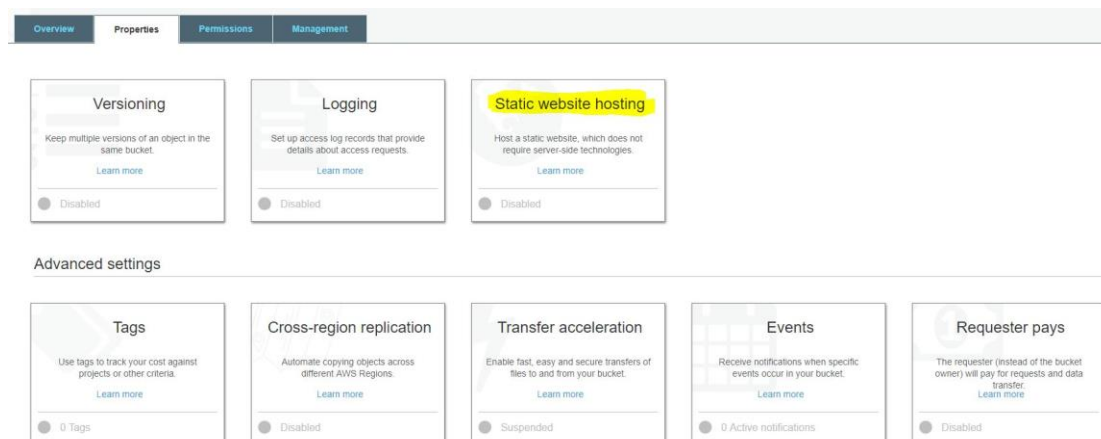 Overview Properties Permissions Management
Versioning
Keep multiple versions of an object in the
same bucket.
Learn more
Disabled
Logging
Set up access log records that provide
details about access requests.
Learn more
Disabled
Static website hosting
Host a static website, which does not
require server-side technologies.
Learn more
Disabled
Advanced settings
Tags
Use tags to track your cost against
projects or other criteria.
Learn more
0 Tags
Cross-region replication
Automate copying objects across
different AWS Regions.
Learn more
Disabled
Transfer acceleration
Enable fast, easy and secure transfers of
files to and from your bucket.
Learn more
Suspended
Events
Receive notifications when specific
events occur in your bucket.
Learn more
0 Active notifications
Requester pays
The requester (instead of the bucket
owner) will pay for requests and data
transfer.
Learn more
Disabled